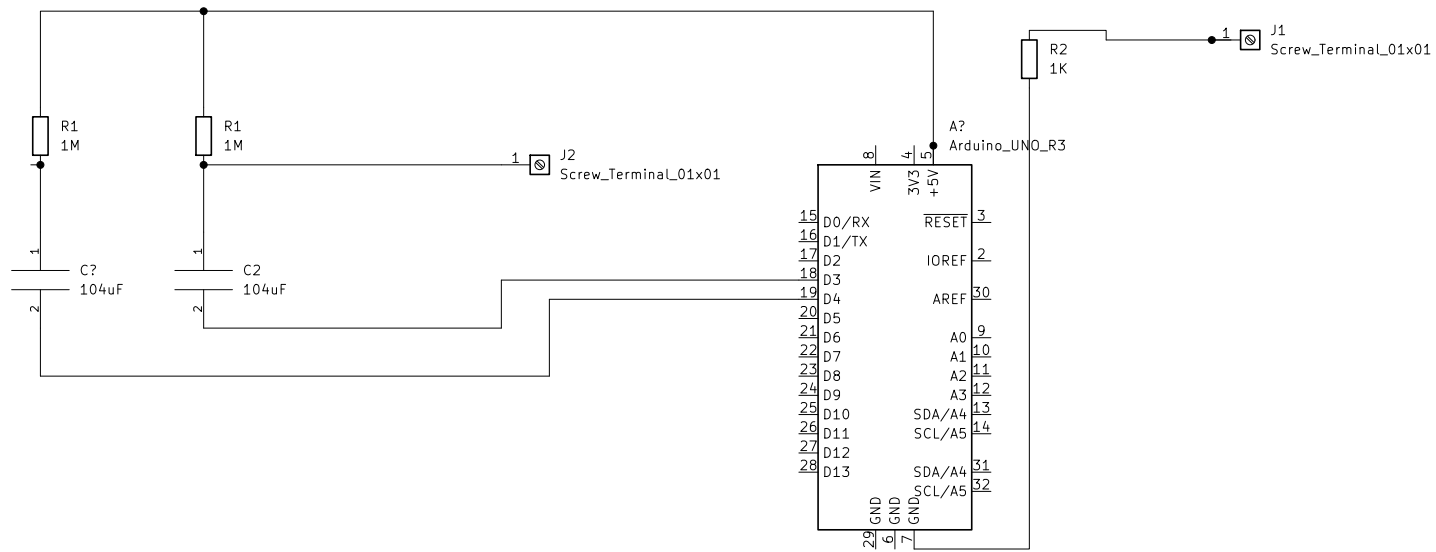 R1
1M
R1
1M
C?
104uF
1
2
C2
104uF
1
2
1
J2
Screw_Terminal_01x01
R2
1K
1
J1
Screw_Terminal_01x01
A?
Arduino_UNO_R3
8
VIN
4
3V3
5
+5V
15 D0/RX
16 D1/TX
17 D2
18 D3
19 D4
20 D5
21 D6
22 D7
23 D8
24 D9
25 D10
26 D11
27 D12
28 D13
RESET 3
IOREF 2
AREF 30
A0 9
A1 10
A2 11
A3 12
SDA/A4 13
SCL/A5 14
SDA/A4 31
SCL/A5 32
GND
29
GND
6
GND
7